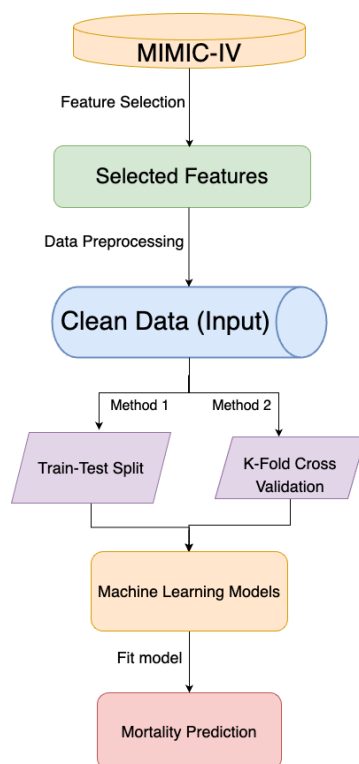 MIMIC-IV
Feature Selection
Selected Features
Data Preprocessing
Clean Data (Input)
Method 1
Method 2
Train-Test Split
K-Fold Cross
Validation
Machine Learning Models
Fit model
Mortality Prediction